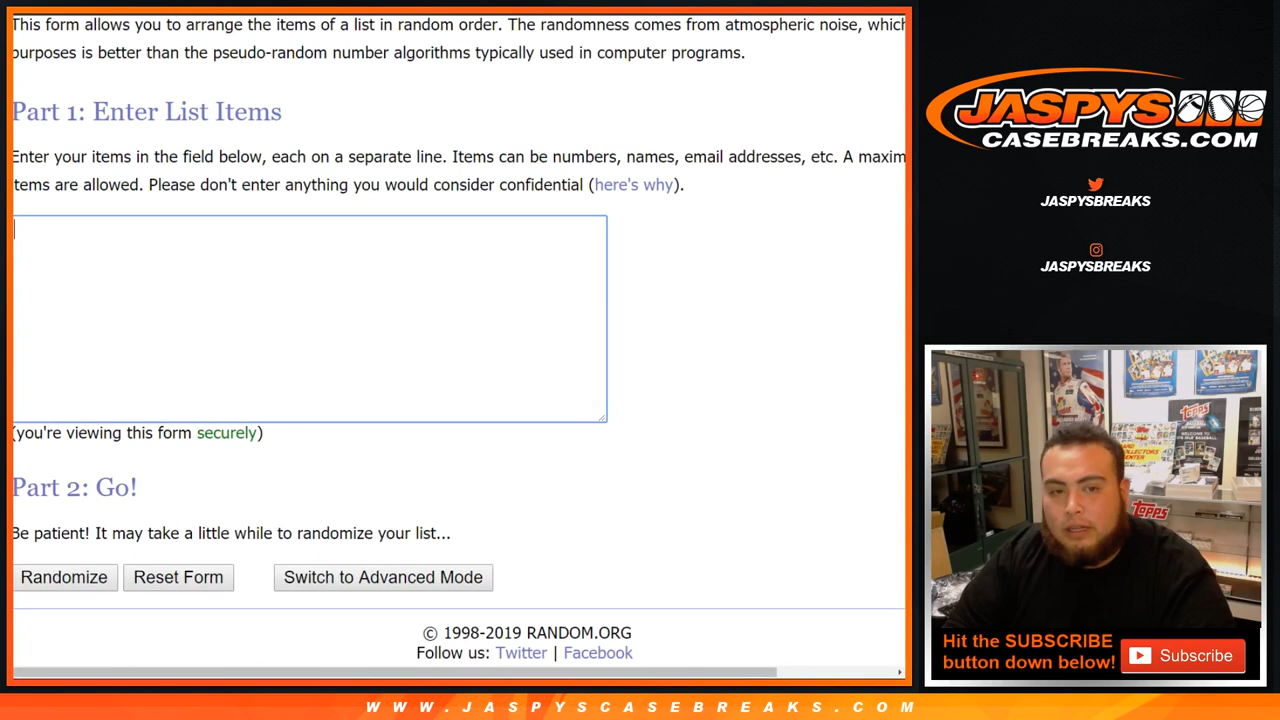 This form allows you to arrange the items of a list in random order. The randomness comes from atmospheric noise, which
purposes is better than the pseudo-random number algorithms typically used in computer programs.
Part 1: Enter List Items
Enter your items in the field below, each on a separate line. Items can be numbers, names, email addresses, etc. A maxim
items are allowed. Please don't enter anything you would consider confidential (here's why).
(you're viewing this form securely)
Part 2: Go!
Be patient! It may take a little while to randomize your list...
Randomize
Reset Form
Switch to Advanced Mode
© 1998-2019 RANDOM.ORG
Follow us: Twitter | Facebook
JASPYS
CASEBREAKS.COM
JASPYSBREAKS
JASPYSBREAKS
Topps
Topps
Topps
Hit the SUBSCRIBE
button down below!
Subscribe
WWW.JASPYSCASEBREAKS.COM